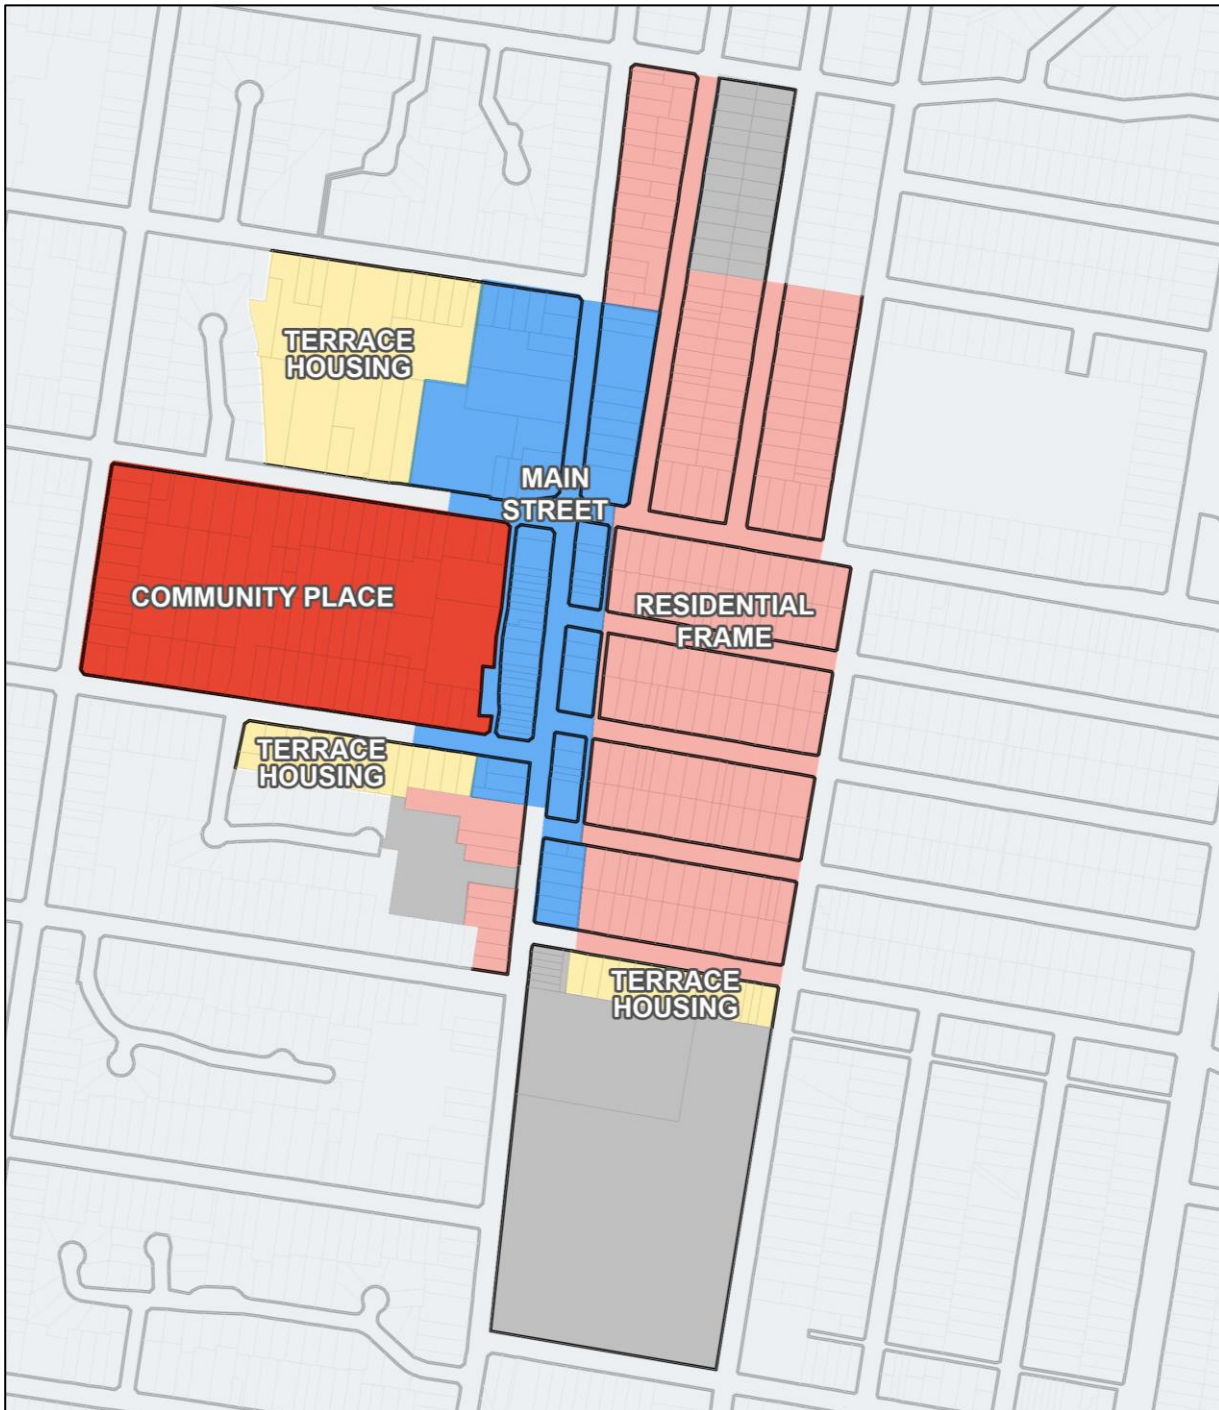 TERRACE
HOUSING
MAIN
STREET
COMMUNITY PLACE
RESIDENTIAL
FRAME
TERRACE
HOUSING
TERRACE
HOUSING